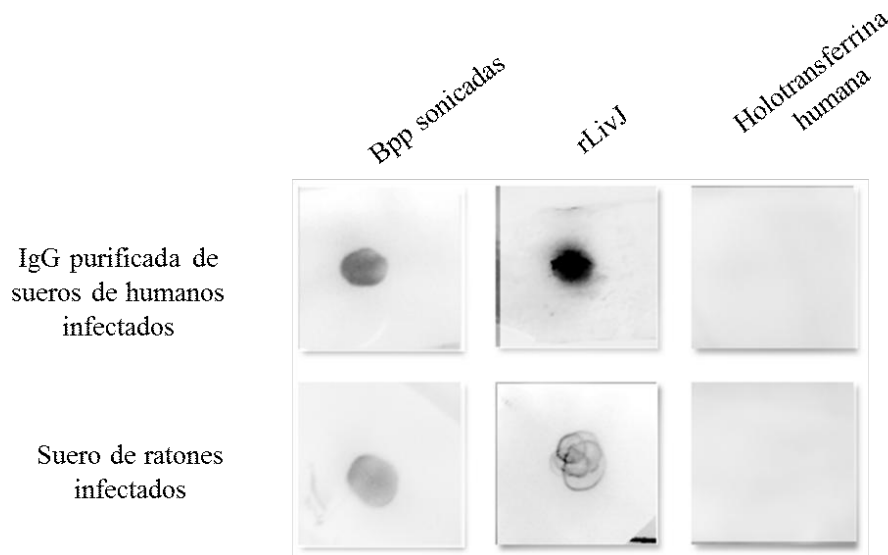 Bpp sonicadas
rLivJ
Holotransferrina
humana
IgG purificada de
sueros de humanos
infectados
Suero de ratones
infectados